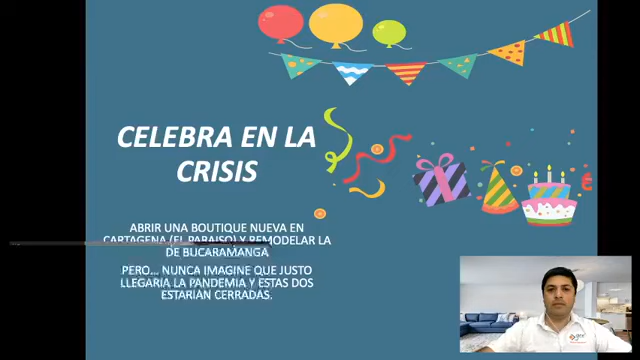 CELEBRA EN LA
CRISIS
ABRIR UNA BOUTIQUE NUEVA EN
CARTAGENA (EL PARAISO) Y REMODELAR LA
DE BUCARAMANGA
PERO... NUNCA IMAGINE QUE JUSTO
LLEGARIA LA PANDEMIA Y ESTAS DOS
ESTARIAN CERRADAS.